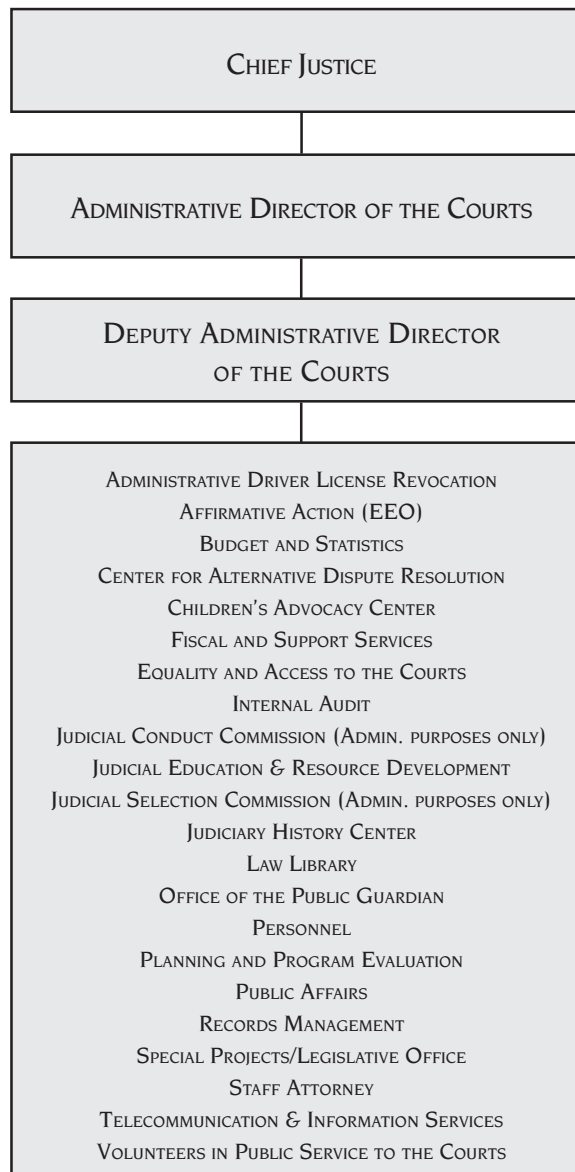 Chief Justice
Administrative Director of the Courts
Deputy Administrative Director
of the Courts
Administrative Driver License Revocation
Affirmative Action (EEO)
Budget and Statistics
Center for Alternative Dispute Resolution
Children's Advocacy Center
Fiscal and Support Services
Equality and Access to the Courts
Internal Audit
Judicial Conduct Commission (Admin. purposes only)
Judicial Education & Resource Development
Judicial Selection Commission (Admin. purposes only)
Judiciary History Center
Law Library
Office of the Public Guardian
Personnel
Planning and Program Evaluation
Public Affairs
Records Management
Special Projects/Legislative Office
Staff Attorney
Telecommunication & Information Services
Volunteers in Public Service to the Courts